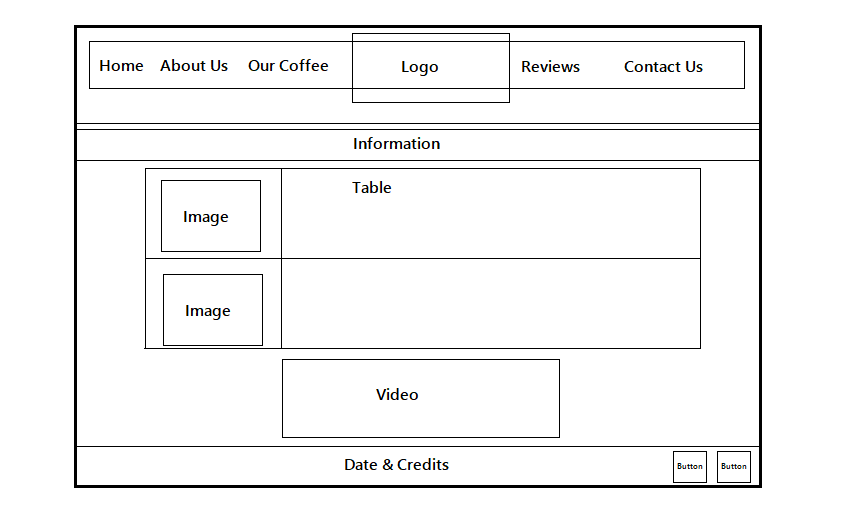 Home About Us Our Coffee Logo Reviews Contact Us
Information
Table
Image
Image
Video
Date & Credits Button Button